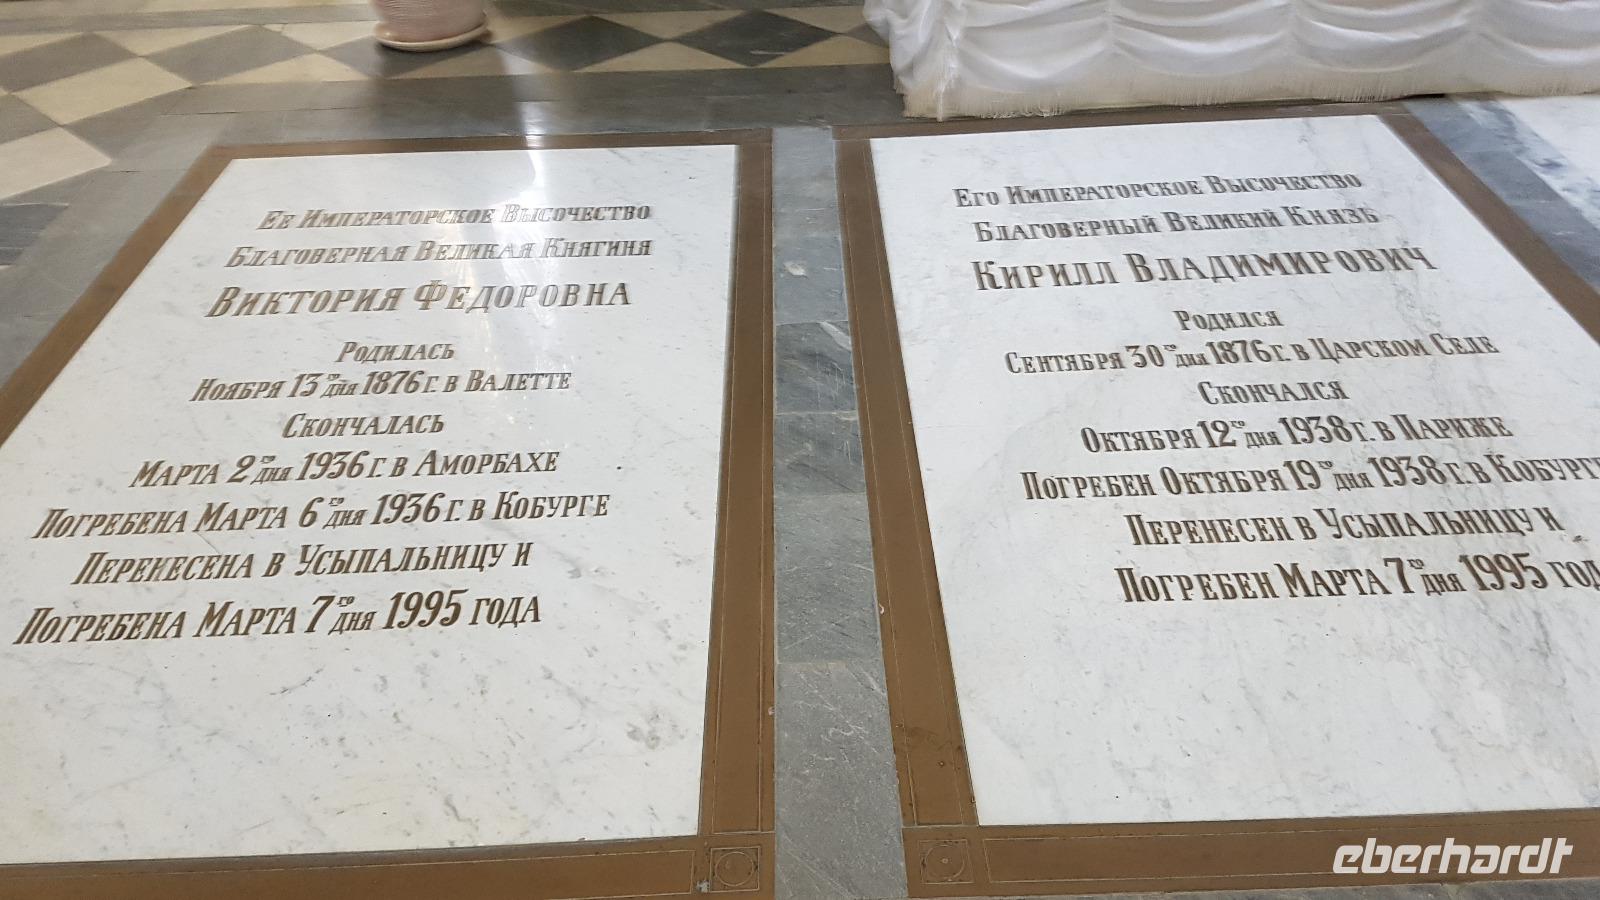 Ее Императорское Высочество
Благоверная Великая Княгиня
Виктория Федоровна
Родилась
Ноября 13го дня 1876 г. в Валетте
Скончалась
Марта 2го дня 1936 г. в Аморбахе
Погребена Марта 6го дня 1936 г. в Кобурге
Перенесена в Усыпальницу и
Погребена Марта 7го дня 1995 года
Его Императорское Высочество
Благоверный Великий Князь
Кирилл Владимирович
Родился
Сентября 30го дня 1876 г. в Царском Селе
Скончался
Октября 12го дня 1938 г. в Париже
Погребен Октября 19го дня 1938 г. в Кобурге
Перенесен в Усыпальницу и
Погребен Марта 7го дня 1995 год
eberhardt